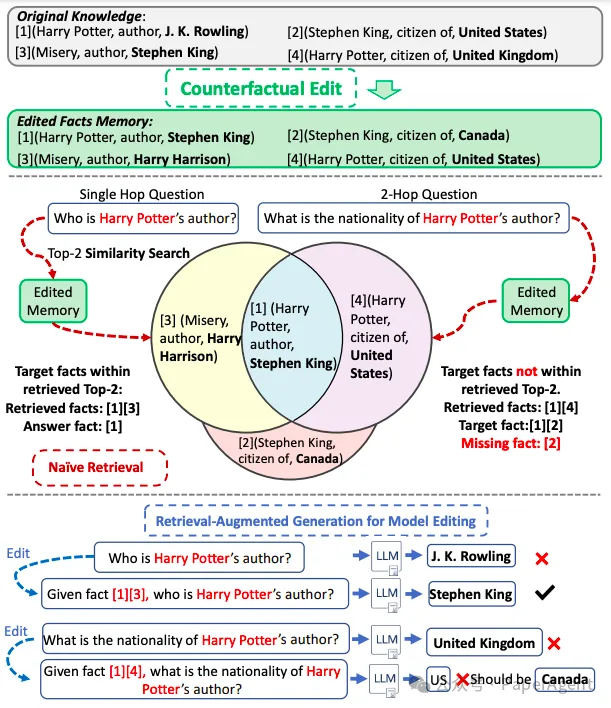 Original Knowledge:
[1](Harry Potter, author, J. K. Rowling)
[2](Stephen King, citizen of, United States)
[3](Misery, author, Stephen King)
[4](Harry Potter, citizen of, United Kingdom)
Counterfactual Edit
Edited Facts Memory:
[1](Harry Potter, author, Stephen King)
[2](Stephen King, citizen of, Canada)
[3](Misery, author, Harry Harrison)
[4](Harry Potter, citizen of, United States)
Single Hop Question
2-Hop Question
Who is Harry Potter's author?
What is the nationality of Harry Potter's author?
Top-2 Similarity Search
Edited
Memory
Edited
Memory
[3] (Misery,
author, Harry
Harrison)
[1] (Harry
Potter,
author,
Stephen King)
[4](Harry
Potter,
citizen of,
United
States)
[2](Stephen King,
citizen of, Canada)
Target facts within
retrieved Top-2:
Retrieved facts: [1][3]
Answer fact: [1]
Naïve Retrieval
Target facts not within
retrieved Top-2.
Retrieved facts: [1][4]
Target fact:[1][2]
Missing fact: [2]
Retrieval-Augmented Generation for Model Editing
Edit
Who is Harry Potter's author?
LLM
J. K. Rowling
Given fact [1][3], who is Harry Potter's author?
LLM
Stephen King
Edit
What is the nationality of Harry Potter's author?
LLM
United Kingdom
Given fact [1][4], what is the nationality of Harry
Potter's author?
LLM
US
Should be
Canada
公众号 · PaperAgent